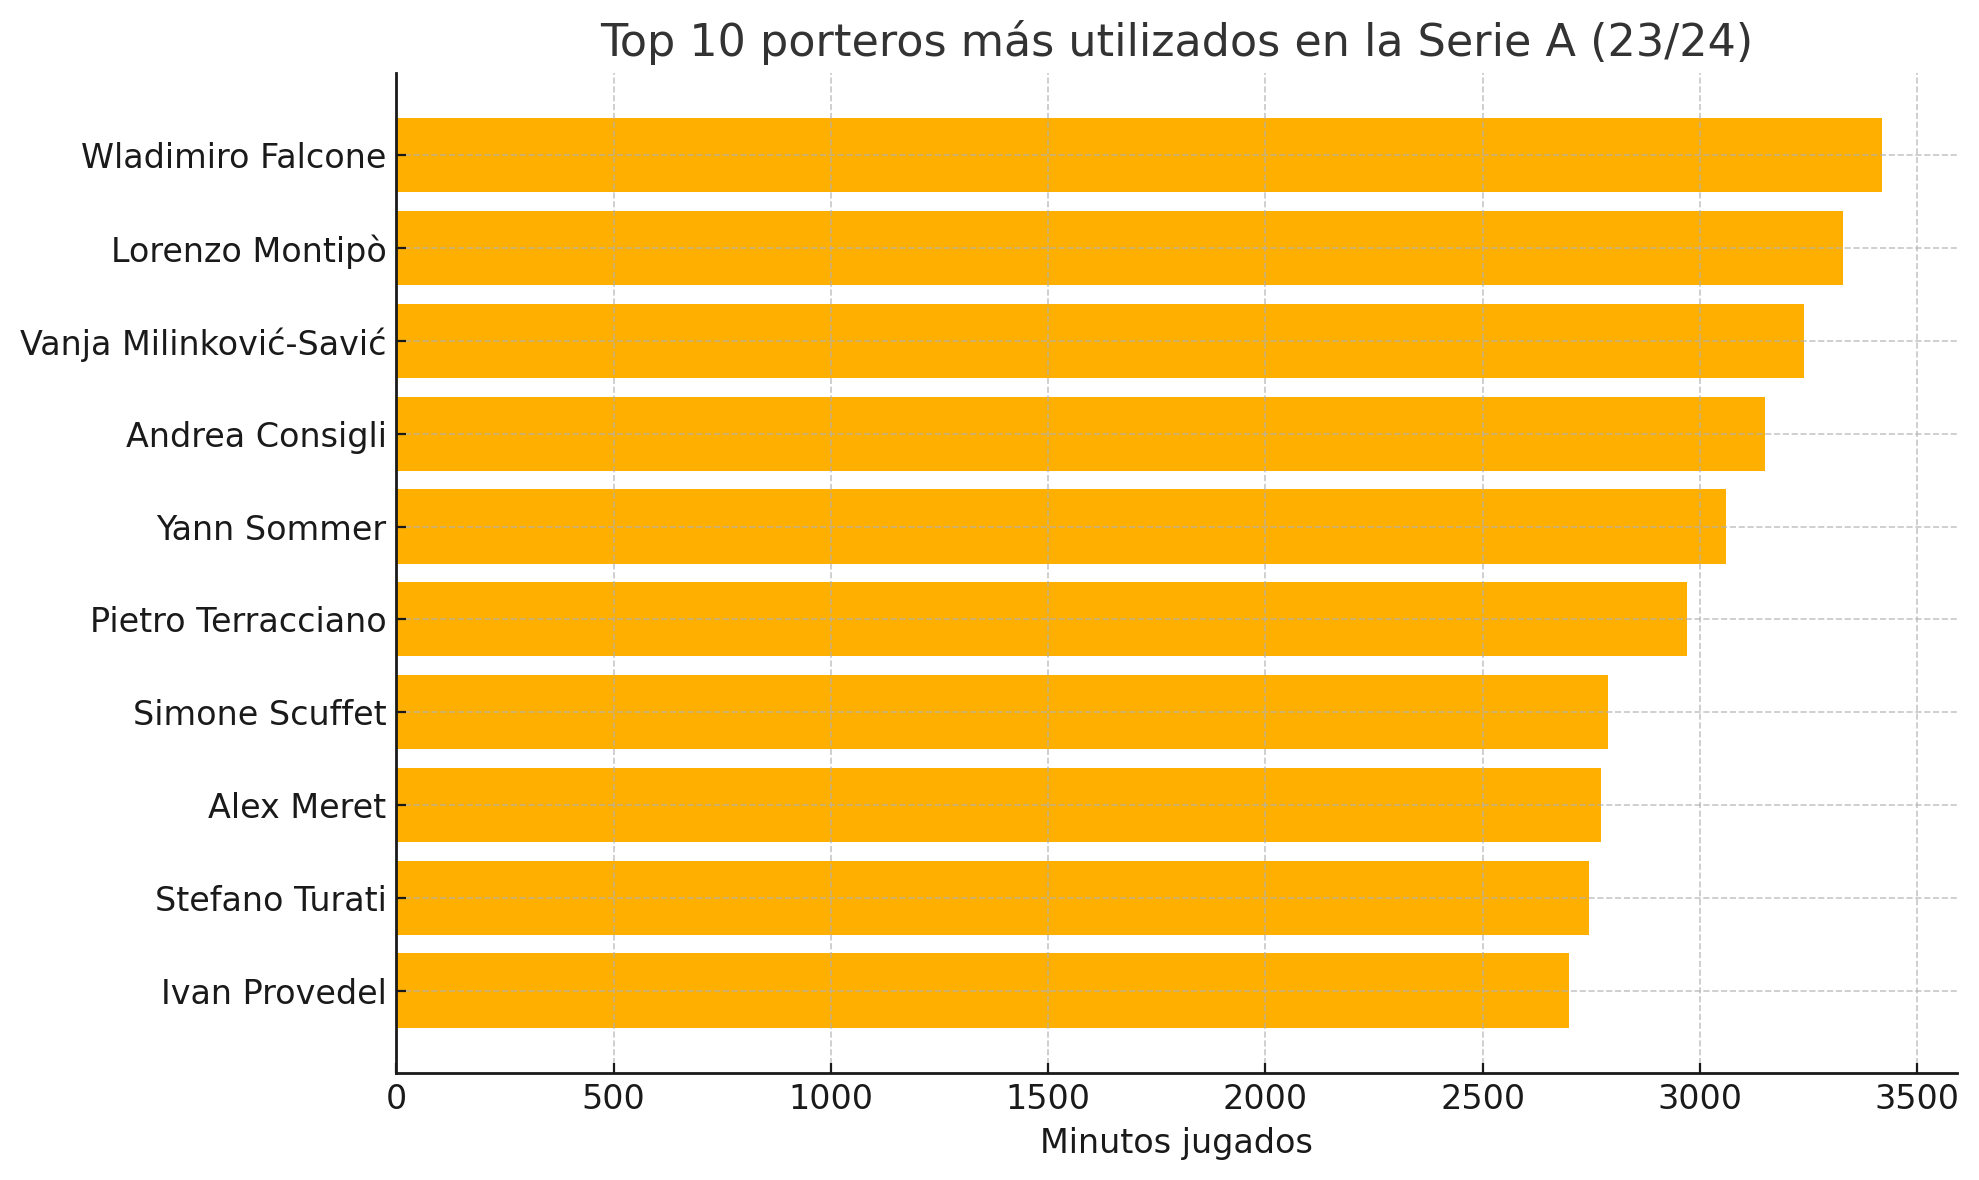 Top 10 porteros más utilizados en la Serie A (23/24)
Wladimiro Falcone
Lorenzo Montipò
Vanja Milinković-Savić
Andrea Consigli
Yann Sommer
Pietro Terracciano
Simone Scuffet
Alex Meret
Stefano Turati
Ivan Provedel
0 500 1000 1500 2000 2500 3000 3500
Minutos jugados